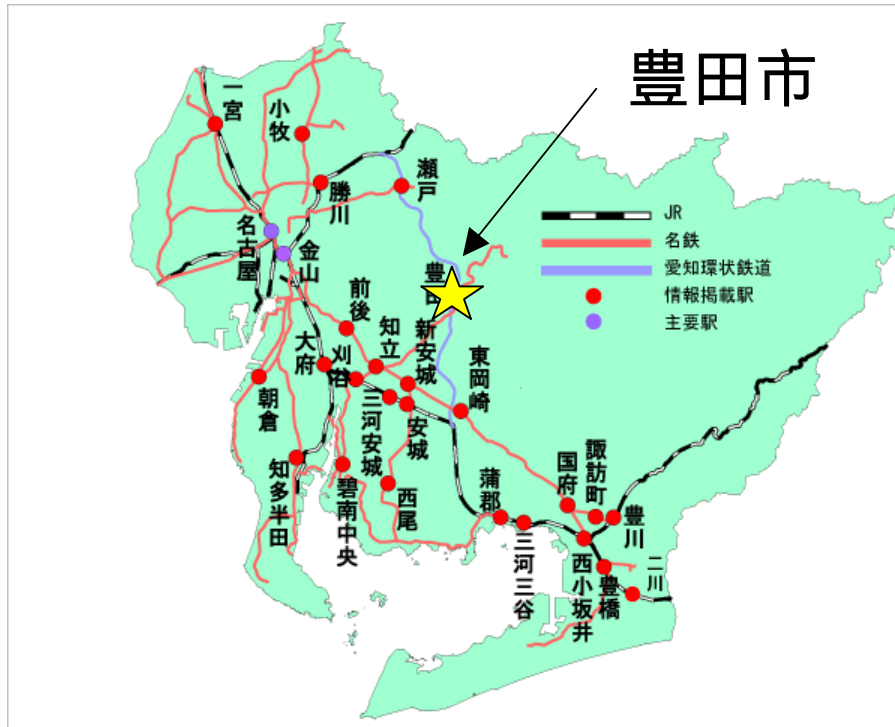 豊田市
一宮
小牧
瀬戸
勝川
JR
名鉄
愛知環状鉄道
情報掲載駅
主要駅
名古屋
金山
豊田
前後
知立
新安城
大府
刈谷
東岡崎
朝倉
三河安城
安城
知多半田
碧南中央
西尾
蒲郡
国府
諏訪町
豊川
三河三谷
西小坂井
豊橋
二川